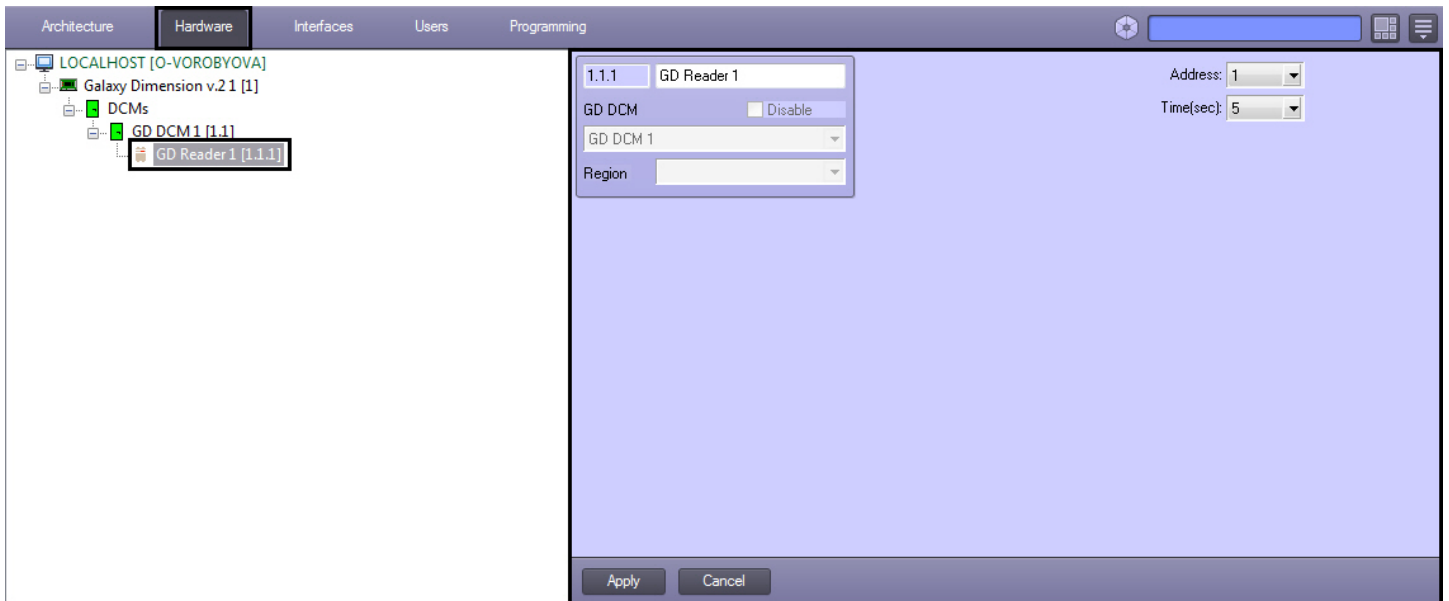 Architecture Hardware Interfaces Users Programming
LOCALHOST [O-VOROBYOVA]
Galaxy Dimension v.2 1 [1]
DCMs
GD DCM 1 [1.1]
GD Reader 1 [1.1.1]
1.1.1 GD Reader 1
GD DCM Disable
GD DCM 1
Region
Address: 1
Time(sec): 5
Apply Cancel